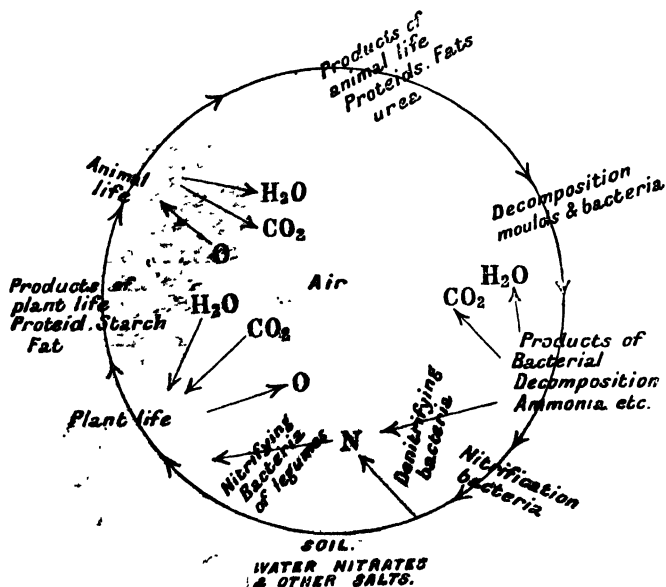 Products of
animal life
Proteids. Fats
urea
Animal
life
H₂O
CO₂
O
Decomposition
moulds & bacteria
Products of
plant life
Proteid. Starch
Fat
H₂O
CO₂
Air
CO₂
H₂O
Products of
Bacterial
Decomposition
Ammonia etc.
Plant life
O
Nitrifying
Bacteria
of legumes
N
Denitrifying
bacteria
Nitrification
bacteria
SOIL.
WATER NITRATES
& OTHER SALTS.